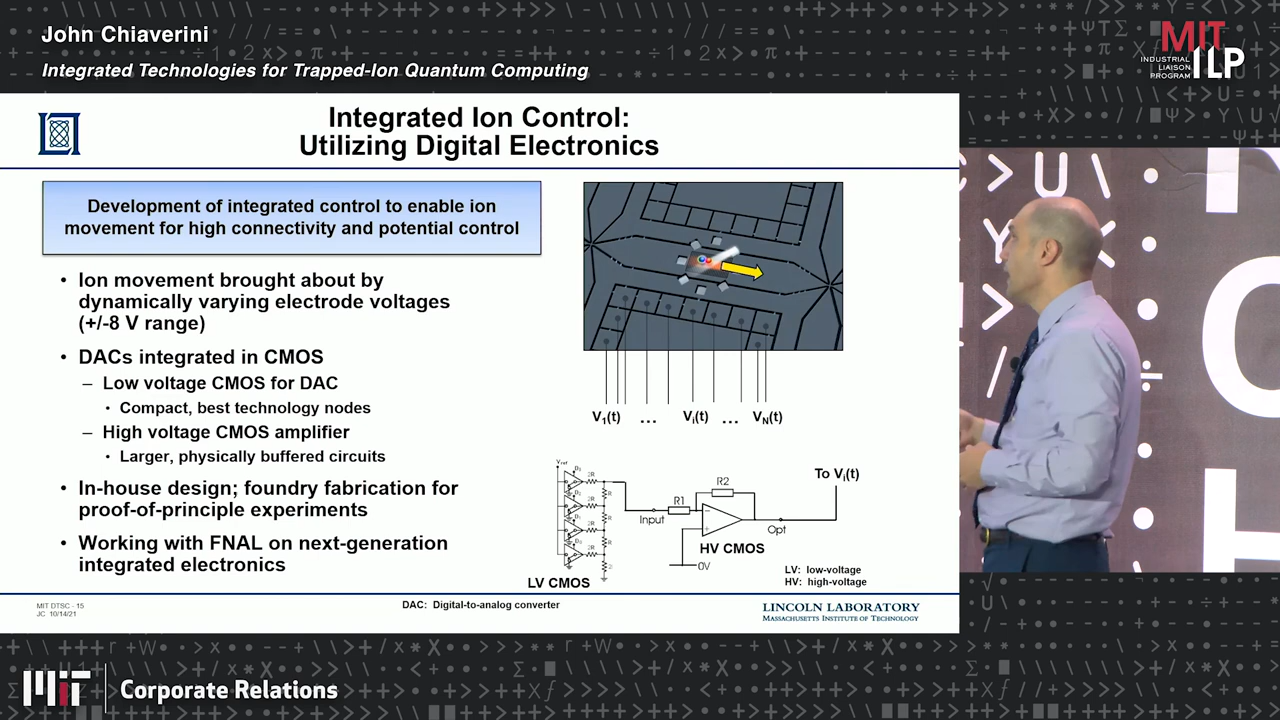 John Chiaverini
Integrated Technologies for Trapped-Ion Quantum Computing
MIT
INDUSTRIAL
LIAISON
PROGRAM
ILP
Integrated Ion Control:
Utilizing Digital Electronics
Development of integrated control to enable ion
movement for high connectivity and potential control
• Ion movement brought about by
dynamically varying electrode voltages
(+/-8 V range)
• DACs integrated in CMOS
– Low voltage CMOS for DAC
• Compact, best technology nodes
– High voltage CMOS amplifier
• Larger, physically buffered circuits
• In-house design; foundry fabrication for
proof-of-principle experiments
• Working with FNAL on next-generation
integrated electronics
V1(t) ... Vi(t) ... VN(t)
Vref
2R
R
2R
R
2R
R
2R
LV CMOS
Input
R1
R2
HV CMOS
0V
Opt
To Vi(t)
LV: low-voltage
HV: high-voltage
MIT DTSC - 15
JC 10/14/21
DAC: Digital-to-analog converter
LINCOLN LABORATORY
MASSACHUSETTS INSTITUTE OF TECHNOLOGY
MIT Corporate Relations